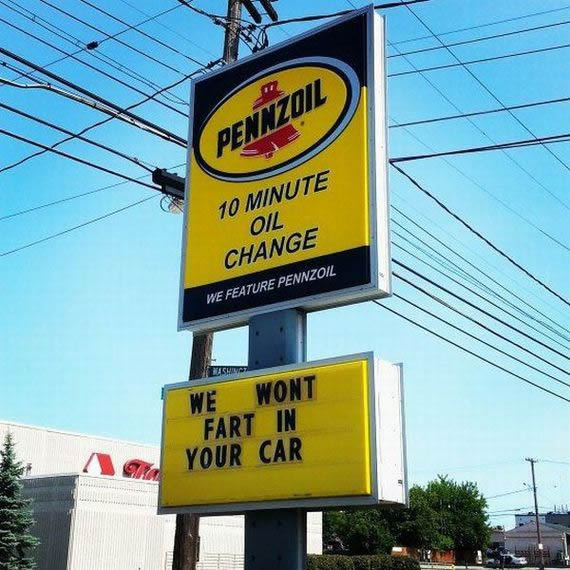 PENNZOIL
10 MINUTE
OIL
CHANGE
WE FEATURE PENNZOIL
WE WONT
FART IN
YOUR CAR